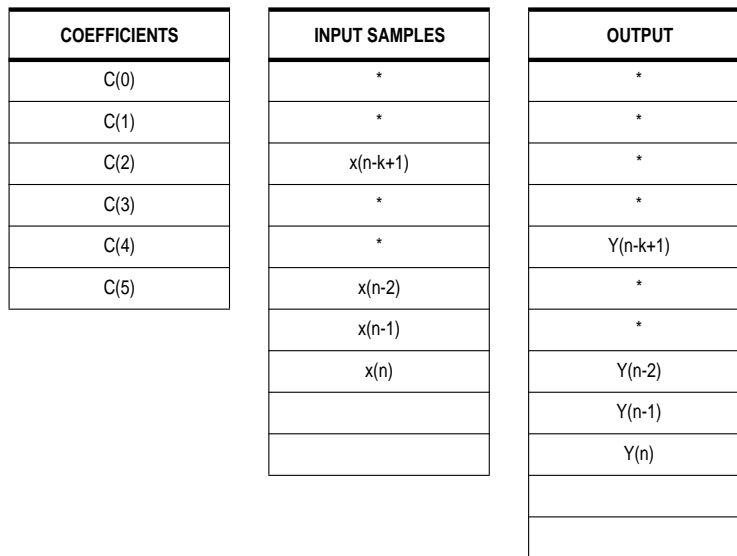 COEFFICIENTS
C(0)
C(1)
C(2)
C(3)
C(4)
C(5)
INPUT SAMPLES
*
*
x(n-k+1)
*
*
x(n-2)
x(n-1)
x(n)
OUTPUT
*
*
*
*
Y(n-k+1)
*
*
Y(n-2)
Y(n-1)
Y(n)